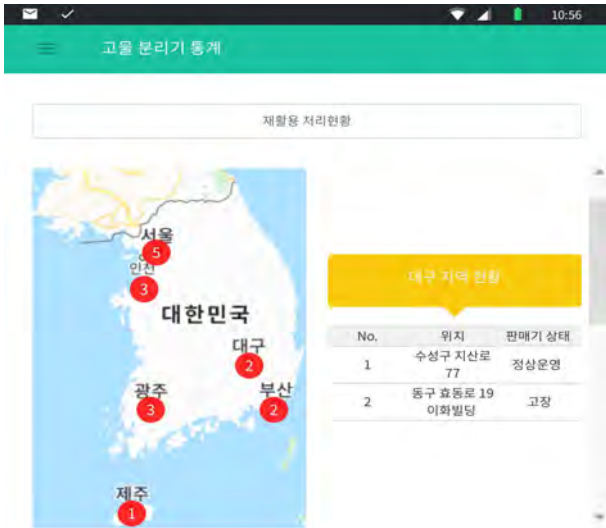 10:56
고물 분리기 통계
재활용 처리현황
서울
5
인천
3
대한민국
대구
2
광주
3
부산
2
제주
1
대구 지역 현황
No. 위치 판매기 상태
1 수성구 지산로 77 정상운영
2 동구 효동로 19 이화빌딩 고장